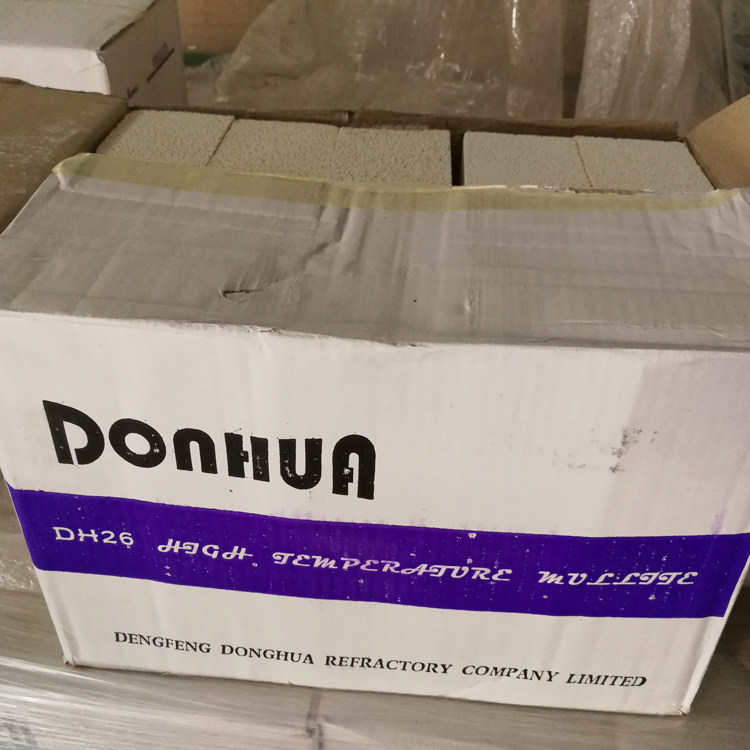 DONHUA
DH26 HIGH TEMPERATURE MULLITE
DENGFENG DONGHUA REFRACTORY COMPANY LIMITED